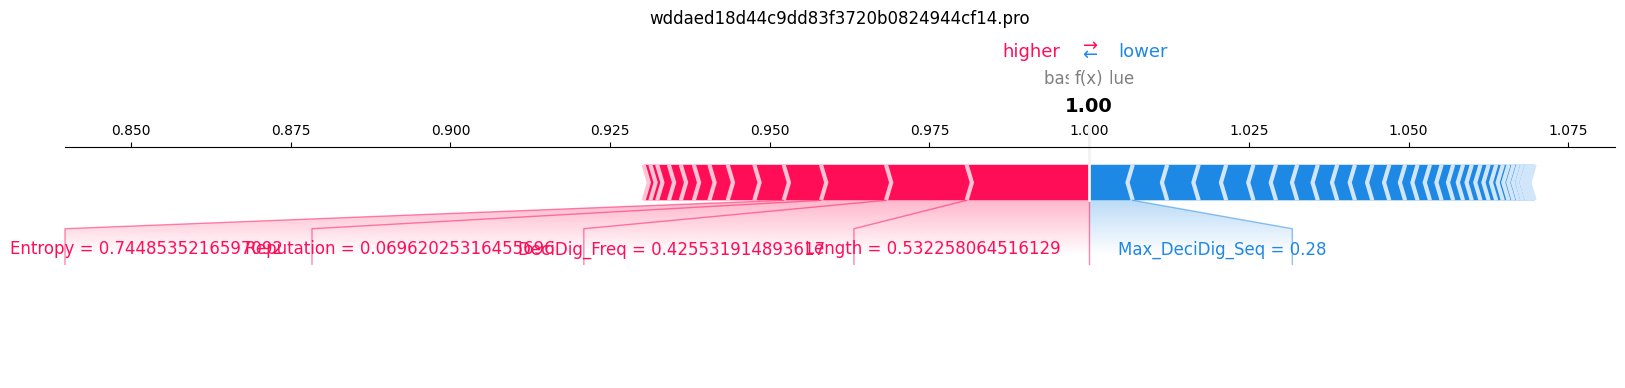 wddaed18d44c9dd83f3720b0824944cf14.pro
higher ⇄ lower
bas f(x) lue
1.00
0.850 0.875 0.900 0.925 0.950 0.975 1.000 1.025 1.050 1.075
Entropy = 0.7448535216597092 Reputation = 0.06962025316455696 DeciDig_Freq = 0.425531914893617 Length = 0.532258064516129 Max_DeciDig_Seq = 0.28